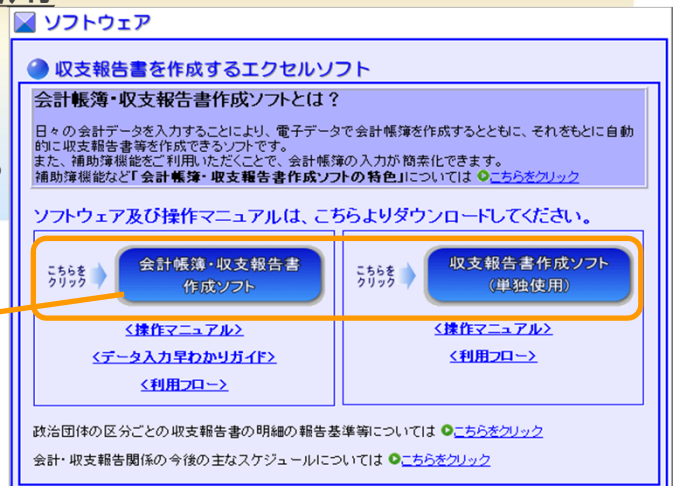 ソフトウェア
収支報告書を作成するエクセルソフト
会計帳簿・収支報告書作成ソフトとは？
日々の会計データを入力することにより、電子データで会計帳簿を作成するとともに、それをもとに自動
的に収支報告書等を作成できるソフトです。
また、補助簿機能をご利用いただくことで、会計帳簿の入力が簡素化できます。
補助簿機能など「会計帳簿・収支報告書作成ソフトの特色」については こちらをクリック
ソフトウェア及び操作マニュアルは、こちらよりダウンロードしてください。
こちらを
クリック
会計帳簿・収支報告書
作成ソフト
<操作マニュアル>
<データ入力早わかりガイド>
<利用フロー>
こちらを
クリック
収支報告書作成ソフト
(単独使用)
<操作マニュアル>
<利用フロー>
政治団体の区分ごとの収支報告書の明細の報告基準等については こちらをクリック
会計・収支報告関係の今後の主なスケジュールについては こちらをクリック